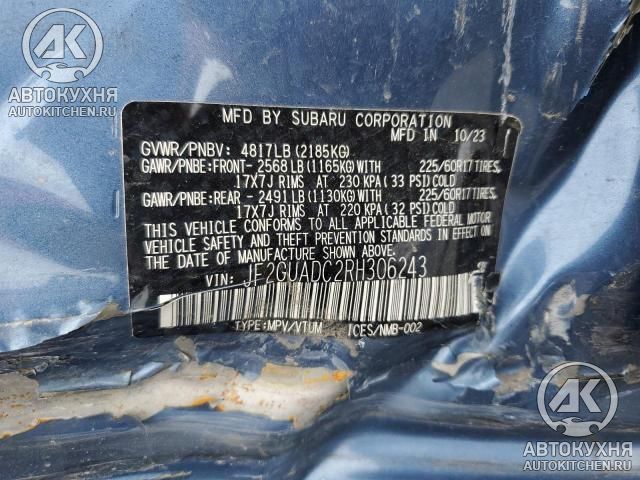 AK
АВТОКУХНЯ
AUTOKITCHEN.RU
MFD BY SUBARU CORPORATION
MFD IN 10/23
GVWR/PNBV: 4817LB (2185KG)
GAWR/PNBE:FRONT- 2568LB(1165KG)WITH 225/60R17TIRES,
17X7J RIMS AT 230 KPA (33 PSI)COLD
GAWR/PNBE:REAR - 2491LB(1130KG)WITH 225/60R17TIRES,
17X7J RIMS AT 220 KPA (32 PSI)COLD
THIS VEHICLE CONFORMS TO ALL APPLICABLE FEDERAL MOTOR
VEHICLE SAFETY AND THEFT PREVENTION STANDARDS IN EFFECT ON
THE DATE OF MANUFACTURE SHOWN ABOVE.
VIN: JF2GUADC2RH306243
TYPE:MPV/VTUM ICES/NMB-002
AK
АВТОКУХНЯ
AUTOKITCHEN.RU